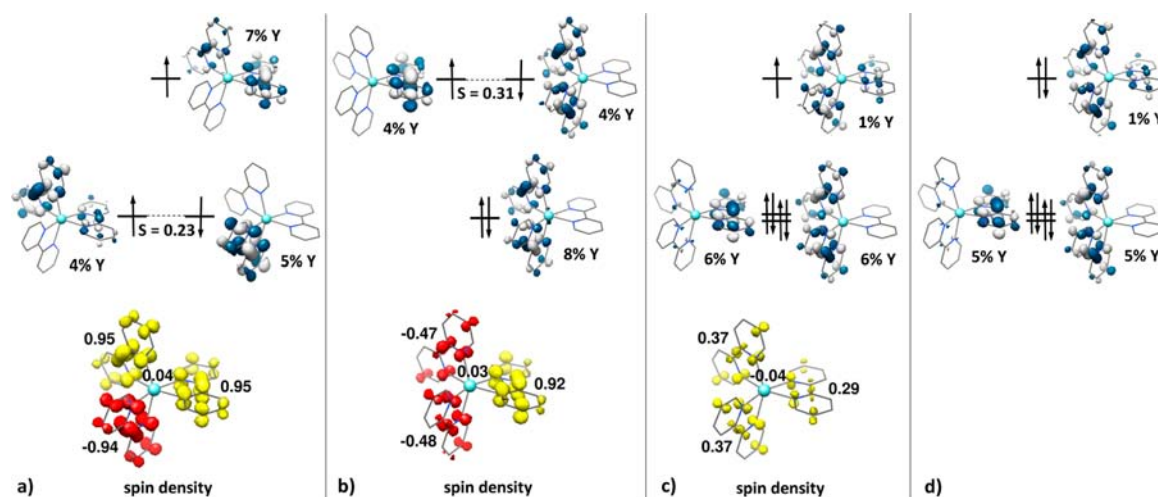 7% Y
4% Y
S = 0.23
5% Y
0.95
0.04
0.95
-0.94
a)
spin density
4% Y
S = 0.31
4% Y
8% Y
-0.47
0.03
0.92
-0.48
b)
spin density
1% Y
6% Y
6% Y
0.37
-0.04
0.29
0.37
c)
spin density
1% Y
5% Y
5% Y
d)